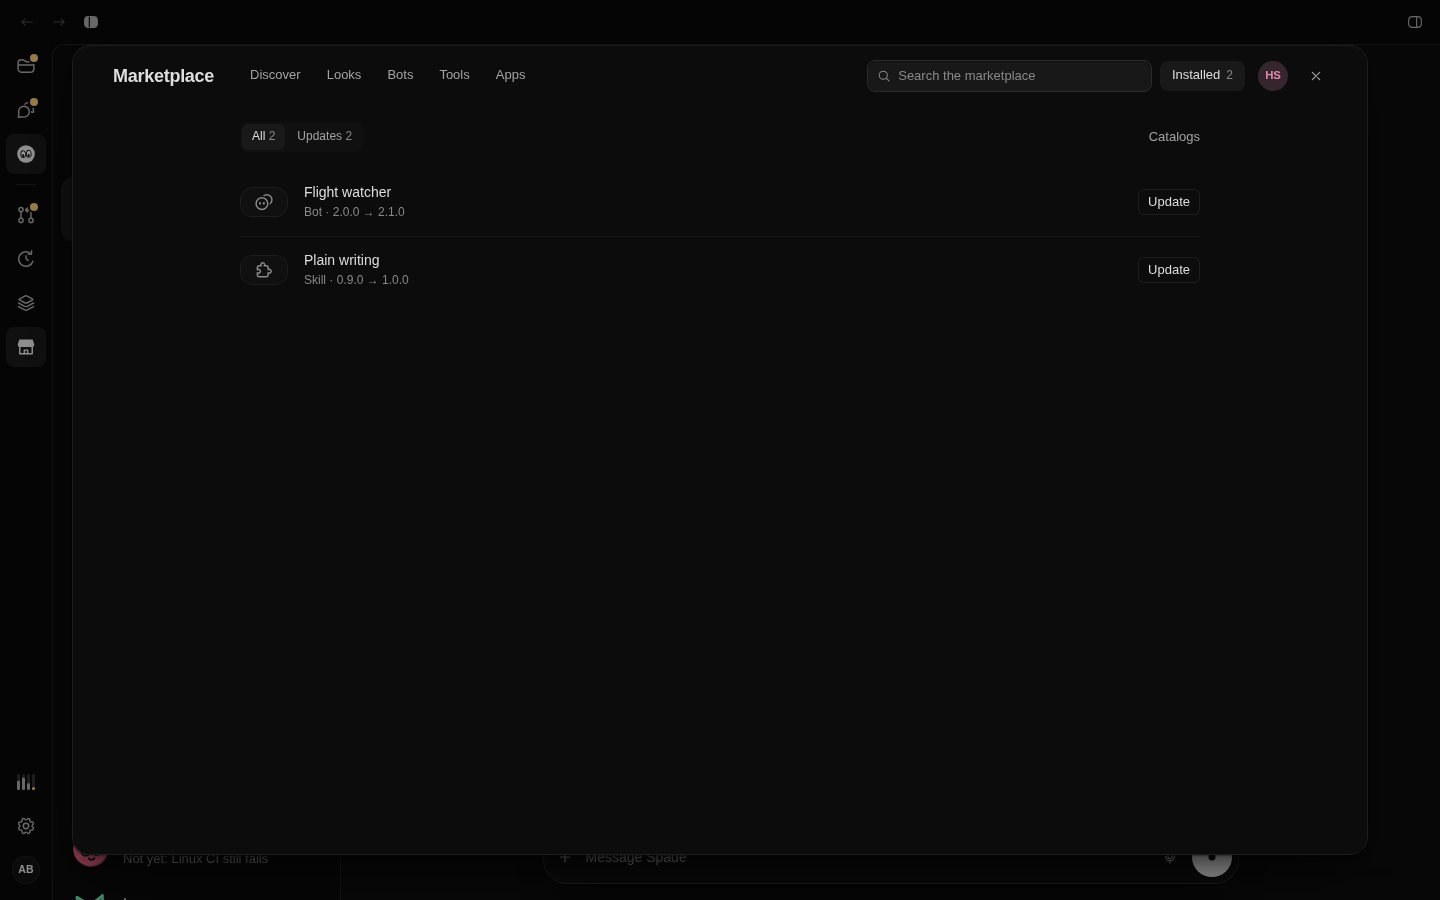 Marketplace
Discover
Looks
Bots
Tools
Apps
Search the marketplace
Installed 2
HS
All 2
Updates 2
Catalogs
Flight watcher
Bot · 2.0.0 → 2.1.0
Update
Plain writing
Skill · 0.9.0 → 1.0.0
Update
Not yet: Linux CI still fails
Message Spade
AB